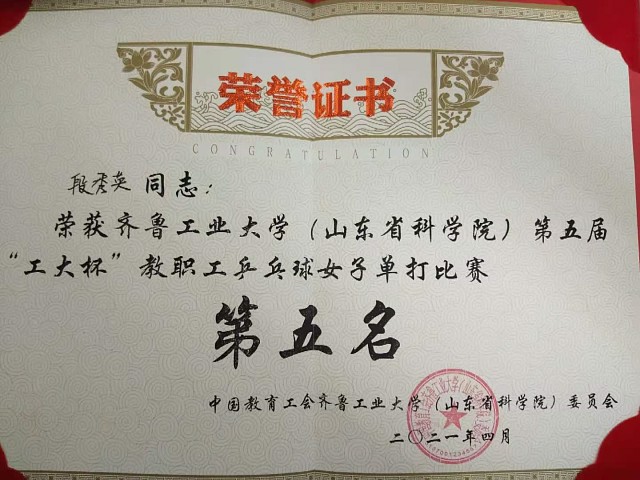 荣誉证书
CONGRATULATION
段秀英同志：
荣获齐鲁工业大学（山东省科学院）第五届
“工大杯”教职工乒乓球女子单打比赛
第五名
中国教育工会齐鲁工业大学（山东省科学院）委员会
二〇二一年四月